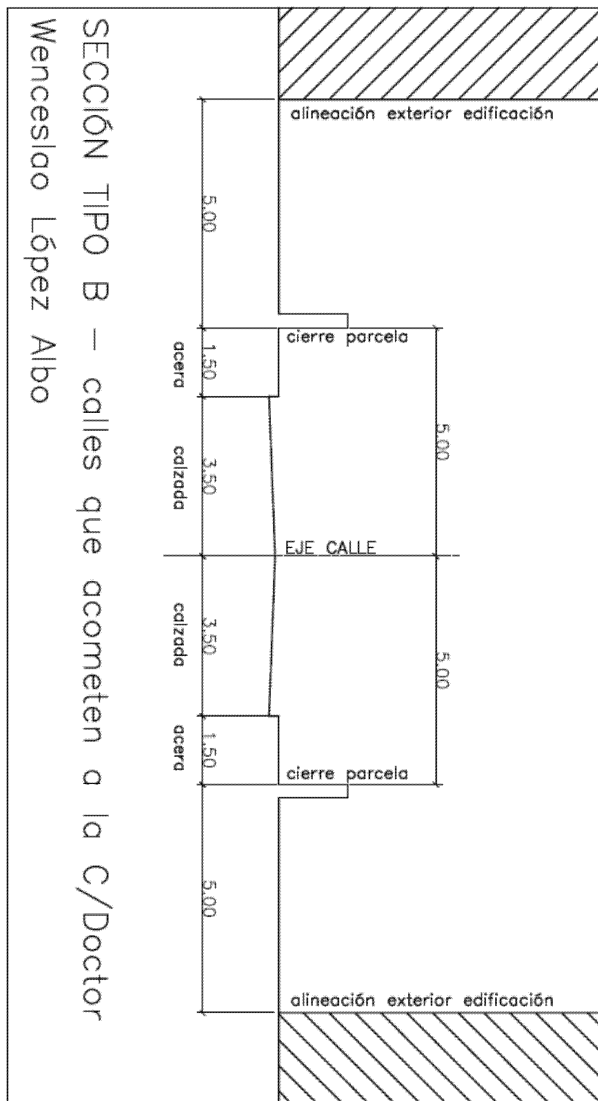 alineación exterior edificación
5.00
cierre parcela
1.50
acera
5.00
3.50
calzada
EJE CALLE
3.50
calzada
5.00
1.50
acera
cierre parcela
5.00
alineación exterior edificación
SECCIÓN TIPO B — calles que acometen a la C/Doctor
Wenceslao López Albo